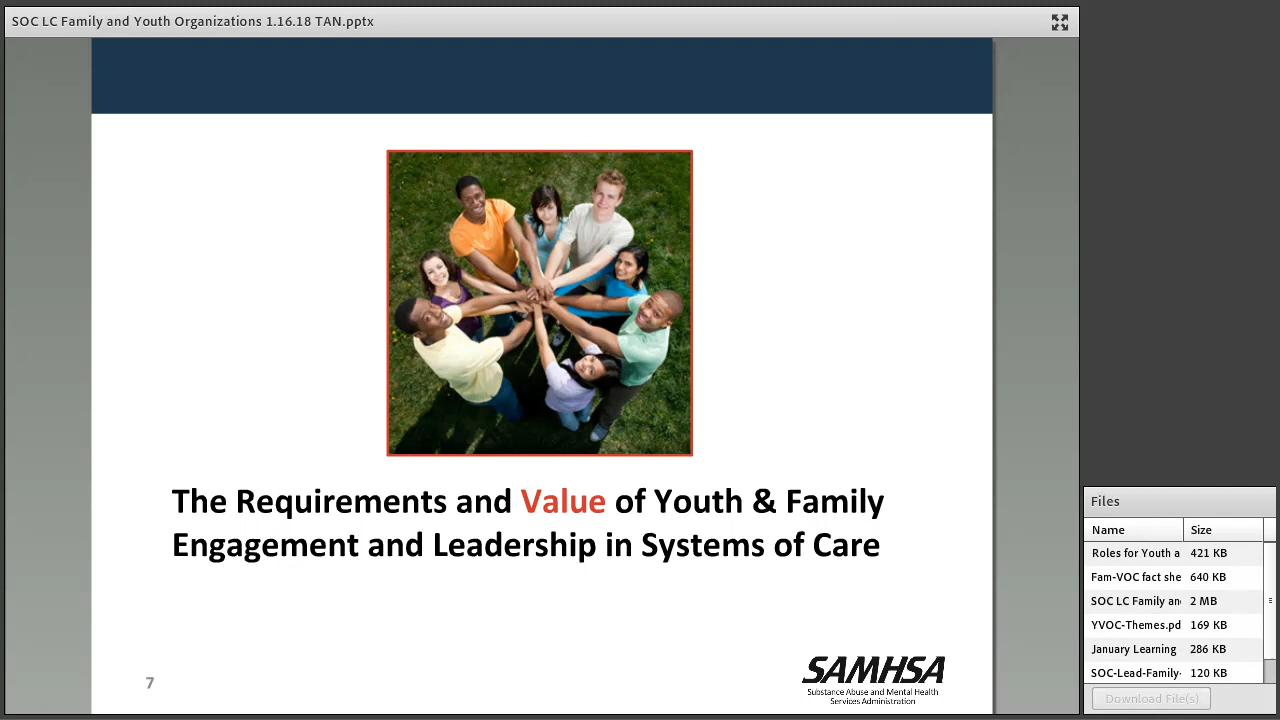 SOC LC Family and Youth Organizations 1.16.18 TAN.pptx
The Requirements and Value of Youth & Family
Engagement and Leadership in Systems of Care
7
SAMHSA
Substance Abuse and Mental Health
Services Administration
Files
Name Size
Roles for Youth a 421 KB
Fam-VOC fact she 640 KB
SOC LC Family an 2 MB
YVOC-Themes.pd 169 KB
January Learning 286 KB
SOC-Lead-Family- 120 KB
Download File(s)